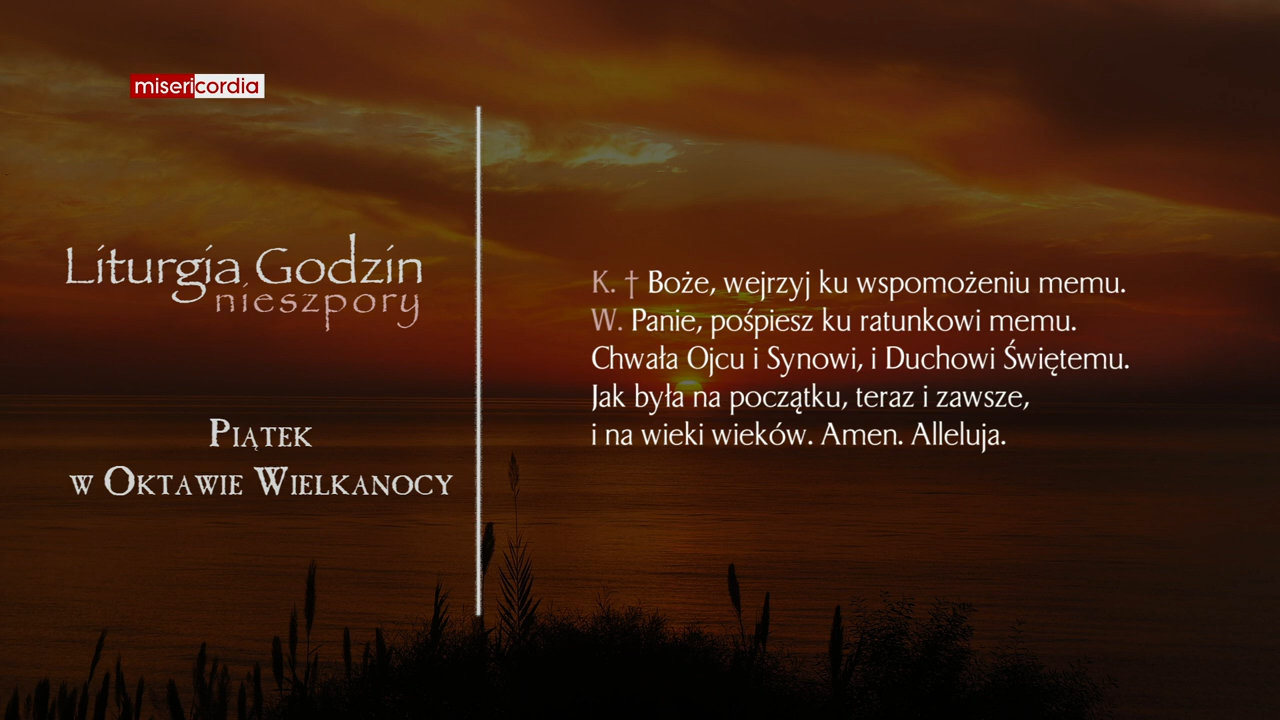 misericordia
Liturgia Godzin
nieszpory
Piątek
w Oktawie Wielkanocy
K. † Boże, wejrzyj ku wspomożeniu memu.
W. Panie, pośpiesz ku ratunkowi memu.
Chwała Ojcu i Synowi, i Duchowi Świętemu.
Jak była na początku, teraz i zawsze,
i na wieki wieków. Amen. Alleluja.